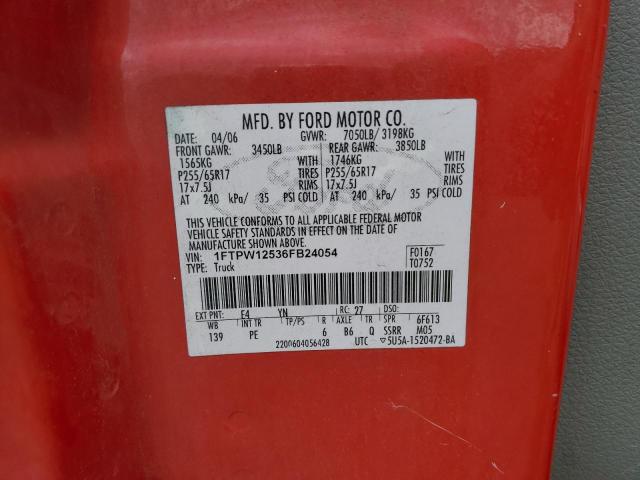 MFD. BY FORD MOTOR CO.
04/06 GVWR: 7050LB/ 3198KG
FRONT GAWR: 3450LB REAR GAWR: 3850LB
1565KG WITH 1746KG WITH
P255/65R17 TIRES P255/65R17 TIRES
17x7.5J RIMS 17x7.5J RIMS
AT 240 kPa/ 35 PSI COLD AT 240 kPa/ 35 PSI COLD
THIS VEHICLE CONFORMS TO ALL APPLICABLE FEDERAL MOTOR
VEHICLE SAFETY STANDARDS IN EFFECT ON THE DATE OF
MANUFACTURE SHOWN ABOVE.
VIN: 1FTPW12536FB24054 F0167
TYPE: Truck T0752
EXT PNT: E4 YN RC: 27 DSO:
WB INT TR TP/PS R AXLE TR SPR 6F613
139 PE 6 B6 Q SSRR M05
2200604056428 UTC ▽5U5A-1520472-BA